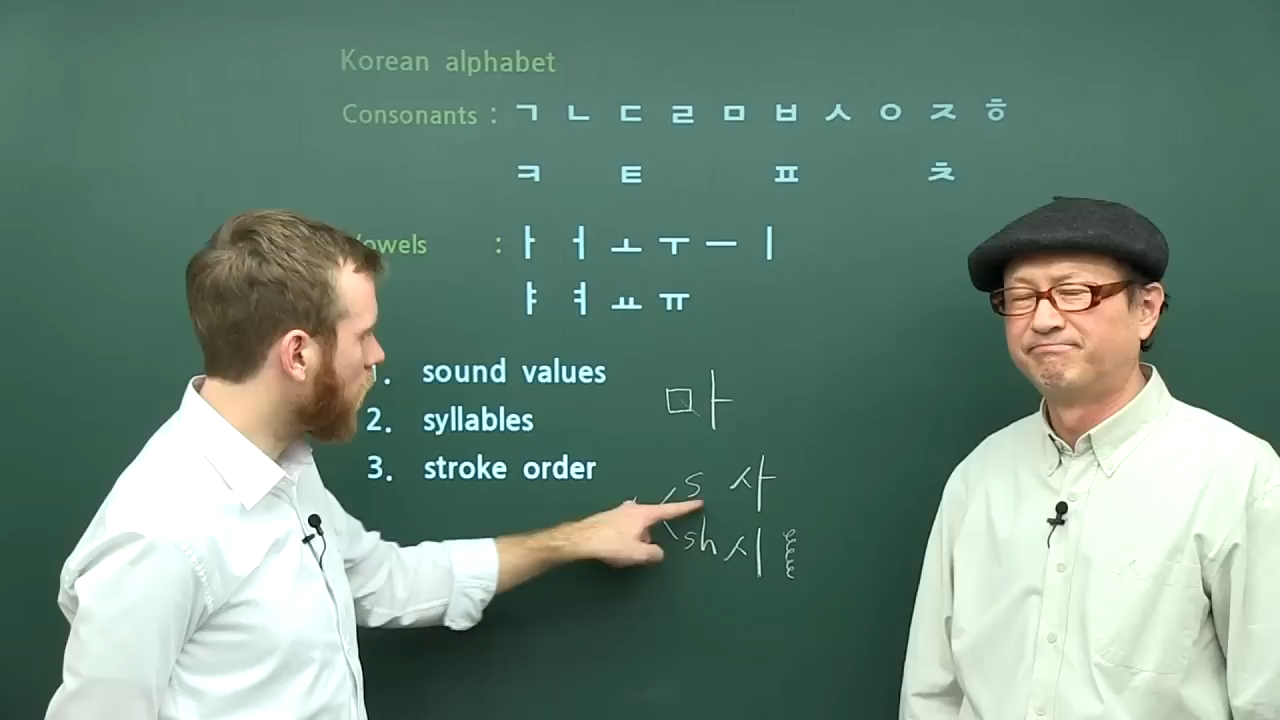 Korean alphabet
Consonants : ㄱ ㄴ ㄷ ㄹ ㅁ ㅂ ㅅ ㅇ ㅈ ㅎ
ㅋ ㅌ ㅍ ㅊ
Vowels : ㅏ ㅓ ㅗ ㅜ ㅡ ㅣ
ㅑ ㅕ ㅛ ㅠ
1. sound values
2. syllables
3. stroke order
마
s 사
sh 시